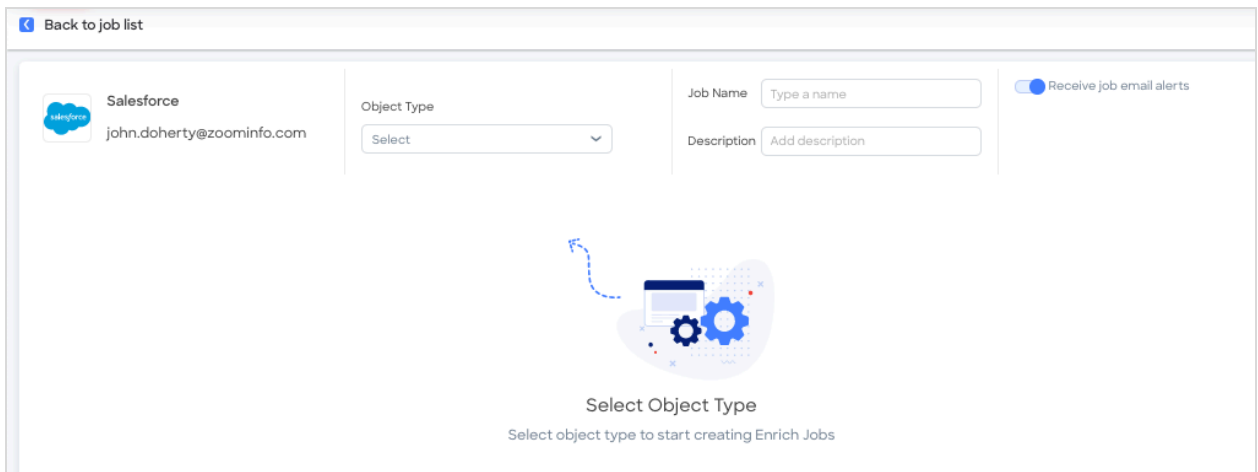 Back to job list
salesforce
Salesforce
john.doherty@zoominfo.com
Object Type
Select
Job Name
Type a name
Description
Add description
Receive job email alerts
Select Object Type
Select object type to start creating Enrich Jobs